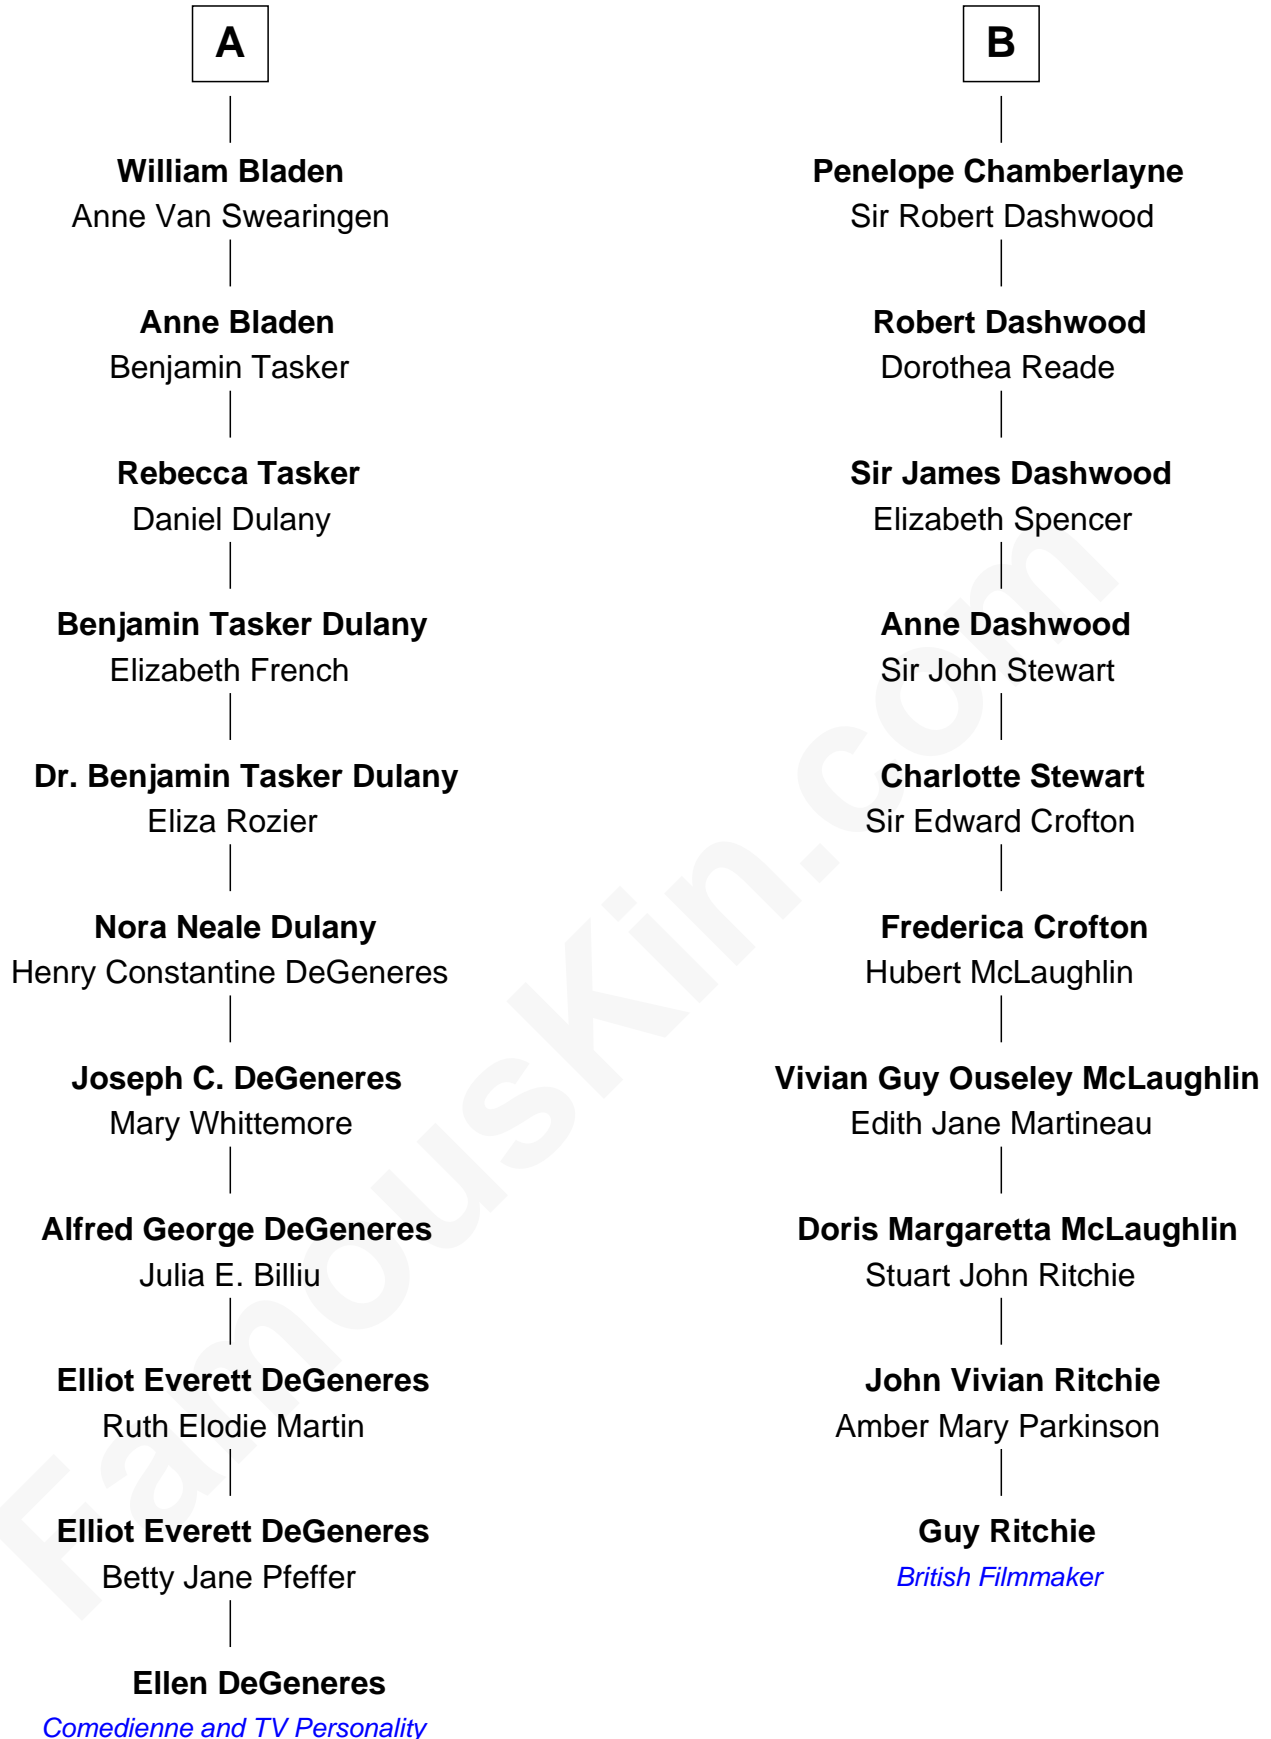 A
William Bladen
Anne Van Swearingen
Anne Bladen
Benjamin Tasker
Rebecca Tasker
Daniel Dulany
Benjamin Tasker Dulany
Elizabeth French
Dr. Benjamin Tasker Dulany
Eliza Rozier
Nora Neale Dulany
Henry Constantine DeGeneres
Joseph C. DeGeneres
Mary Whittemore
Alfred George DeGeneres
Julia E. Billiu
Elliot Everett DeGeneres
Ruth Elodie Martin
Elliot Everett DeGeneres
Betty Jane Pfeffer
Ellen DeGeneres
Comedienne and TV Personality
B
Penelope Chamberlayne
Sir Robert Dashwood
Robert Dashwood
Dorothea Reade
Sir James Dashwood
Elizabeth Spencer
Anne Dashwood
Sir John Stewart
Charlotte Stewart
Sir Edward Crofton
Frederica Crofton
Hubert McLaughlin
Vivian Guy Ouseley McLaughlin
Edith Jane Martineau
Doris Margaretta McLaughlin
Stuart John Ritchie
John Vivian Ritchie
Amber Mary Parkinson
Guy Ritchie
British Filmmaker
FamousKin.com